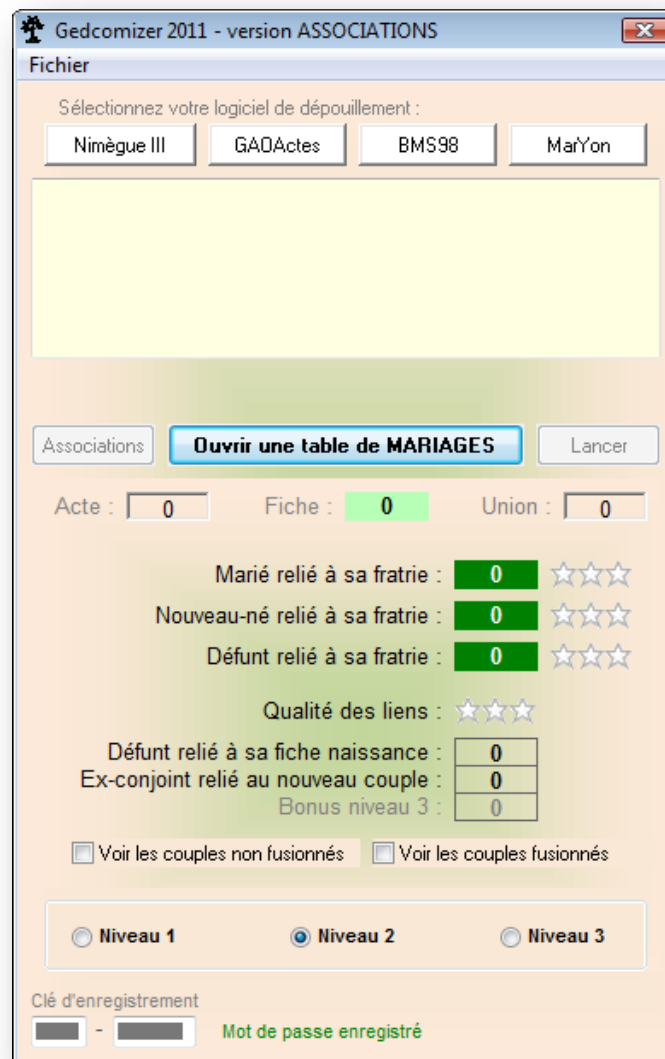 Gedcomizer 2011 - version ASSOCIATIONS
Fichier
Sélectionnez votre logiciel de dépouillement :
Nimègue III GAOActes BMS98 MarYon
Associations Ouvrir une table de MARIAGES Lancer
Acte : 0 Fiche : 0 Union : 0
Marié relié à sa fratrie : 0
Nouveau-né relié à sa fratrie : 0
Défunt relié à sa fratrie : 0
Qualité des liens :
Défunt relié à sa fiche naissance : 0
Ex-conjoint relié au nouveau couple : 0
Bonus niveau 3 : 0
Voir les couples non fusionnés Voir les couples fusionnés
Niveau 1 Niveau 2 Niveau 3
Clé d'enregistrement
- Mot de passe enregistré